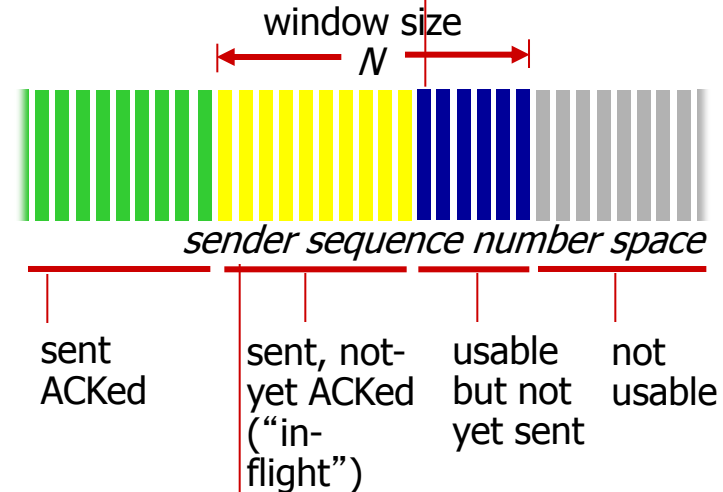 window size
N
sender sequence number space
sent
ACKed
sent, not-
yet ACKed
(“in-
flight”)
usable
but not
yet sent
not
usable